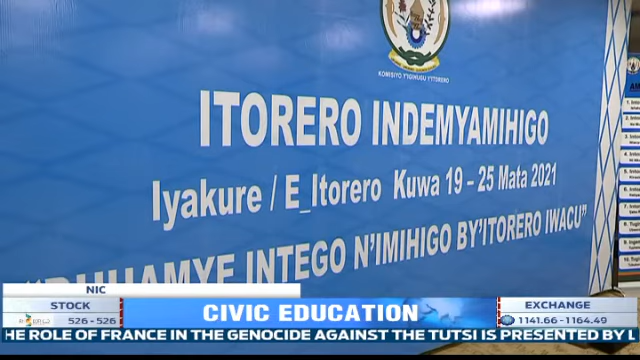 KOMISIYO Y'IGIHUGU Y'ITORERO
ITORERO INDEMYAMIHIGO
Iyakure / E_Itorero Kuwa 19 – 25 Mata 2021
INTEGO N'IMIHIGO BY'ITORERO IWACU"
NIC
STOCK
526 - 526
CIVIC EDUCATION
EXCHANGE
1141.66 - 1164.49
HE ROLE OF FRANCE IN THE GENOCIDE AGAINST THE TUTSI IS PRESENTED BY L